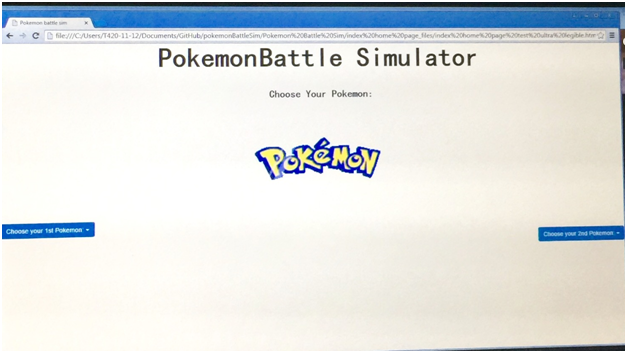 Pokemon battle sim
file:///C:/Users/T420-11-12/Documents/GitHub/pokemonBattleSim/Pokemon%20Battle%20Sim/index%20home%20page_files/index%20home%20page%20test%20ultra%20legible.htm
PokemonBattle Simulator
Choose Your Pokemon:
POKéMON
Choose your 1st Pokemon
Choose your 2nd Pokemon